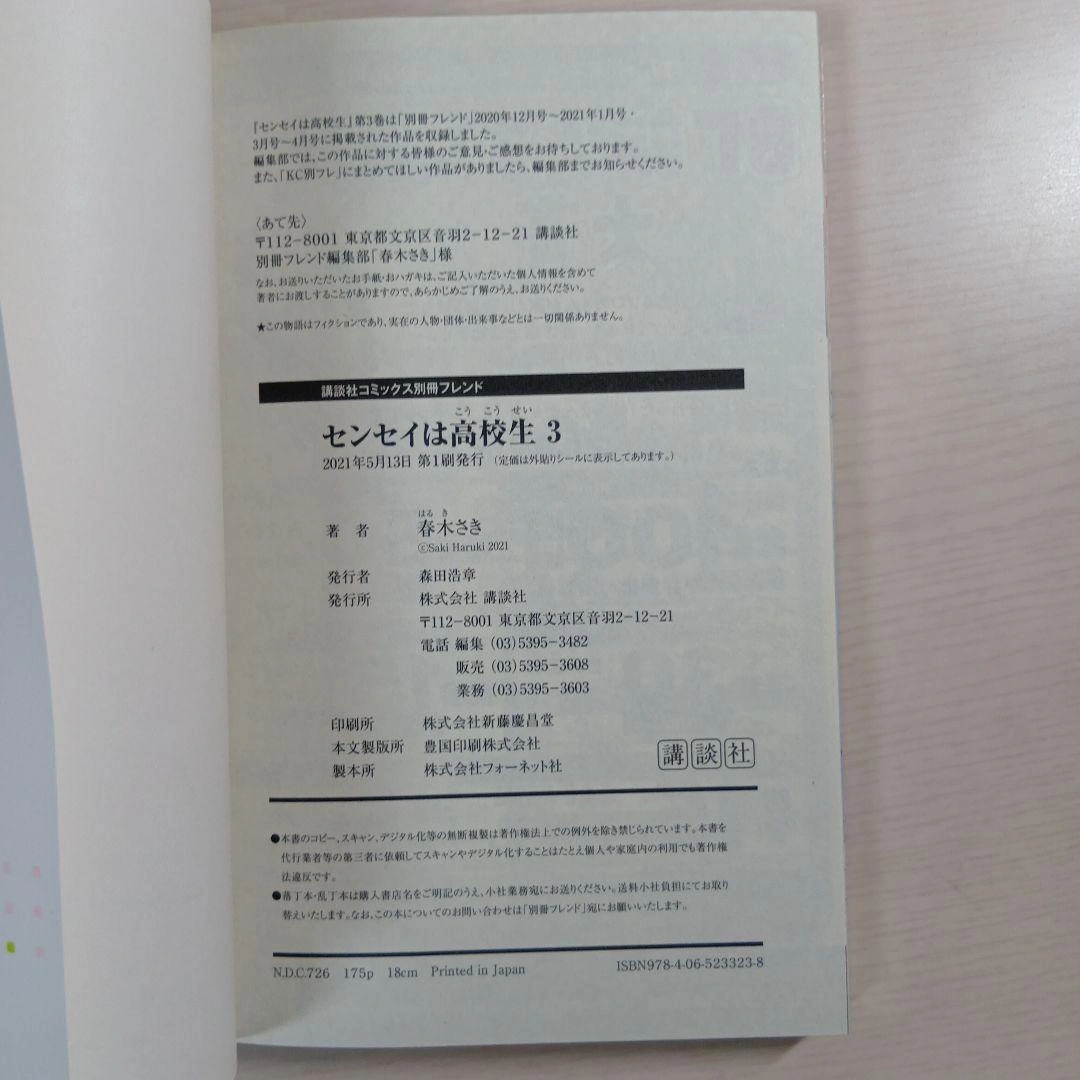 『センセイは高校生』第3巻は「別冊フレンド」2020年12月号～2021年1月号・
3月号～4月号に掲載された作品を収録しました。
編集部では、この作品に対する皆様のご意見・ご感想をお待ちしております。
また、「KC別フレ」にまとめてほしい作品がありましたら、編集部までお知らせください。
〈あて先〉
〒112-8001 東京都文京区音羽2-12-21 講談社
別冊フレンド編集部「春木さき」様
なお、お送りいただいたお手紙・おハガキは、ご記入いただいた個人情報を含めて
著者にお渡しすることがありますので、あらかじめご了解のうえ、お送りください。
★この物語はフィクションであり、実在の人物・団体・出来事などとは一切関係ありません。
講談社コミックス別冊フレンド
こう こう せい
センセイは高校生 3
2021年5月13日 第1刷発行 (定価は外貼りシールに表示してあります。)
はる き
著 者 春木さき
©Saki Haruki 2021
発行者 森田浩章
発行所 株式会社 講談社
〒112-8001 東京都文京区音羽2-12-21
電話 編集 (03)5395-3482
販売 (03)5395-3608
業務 (03)5395-3603
印刷所 株式会社新藤慶昌堂
本文製版所 豊国印刷株式会社
製本所 株式会社フォーネット社
講談社
●本書のコピー、スキャン、デジタル化等の無断複製は著作権法上での例外を除き禁じられています。本書を
代行業者等の第三者に依頼してスキャンやデジタル化することはたとえ個人や家庭内の利用でも著作権
法違反です。
●落丁本・乱丁本は購入書店名をご明記のうえ、小社業務宛にお送りください。送料小社負担にてお取り
替えいたします。なお、この本についてのお問い合わせは「別冊フレンド」宛にお願いいたします。
N.D.C.726 175p 18cm Printed in Japan ISBN978-4-06-523323-8